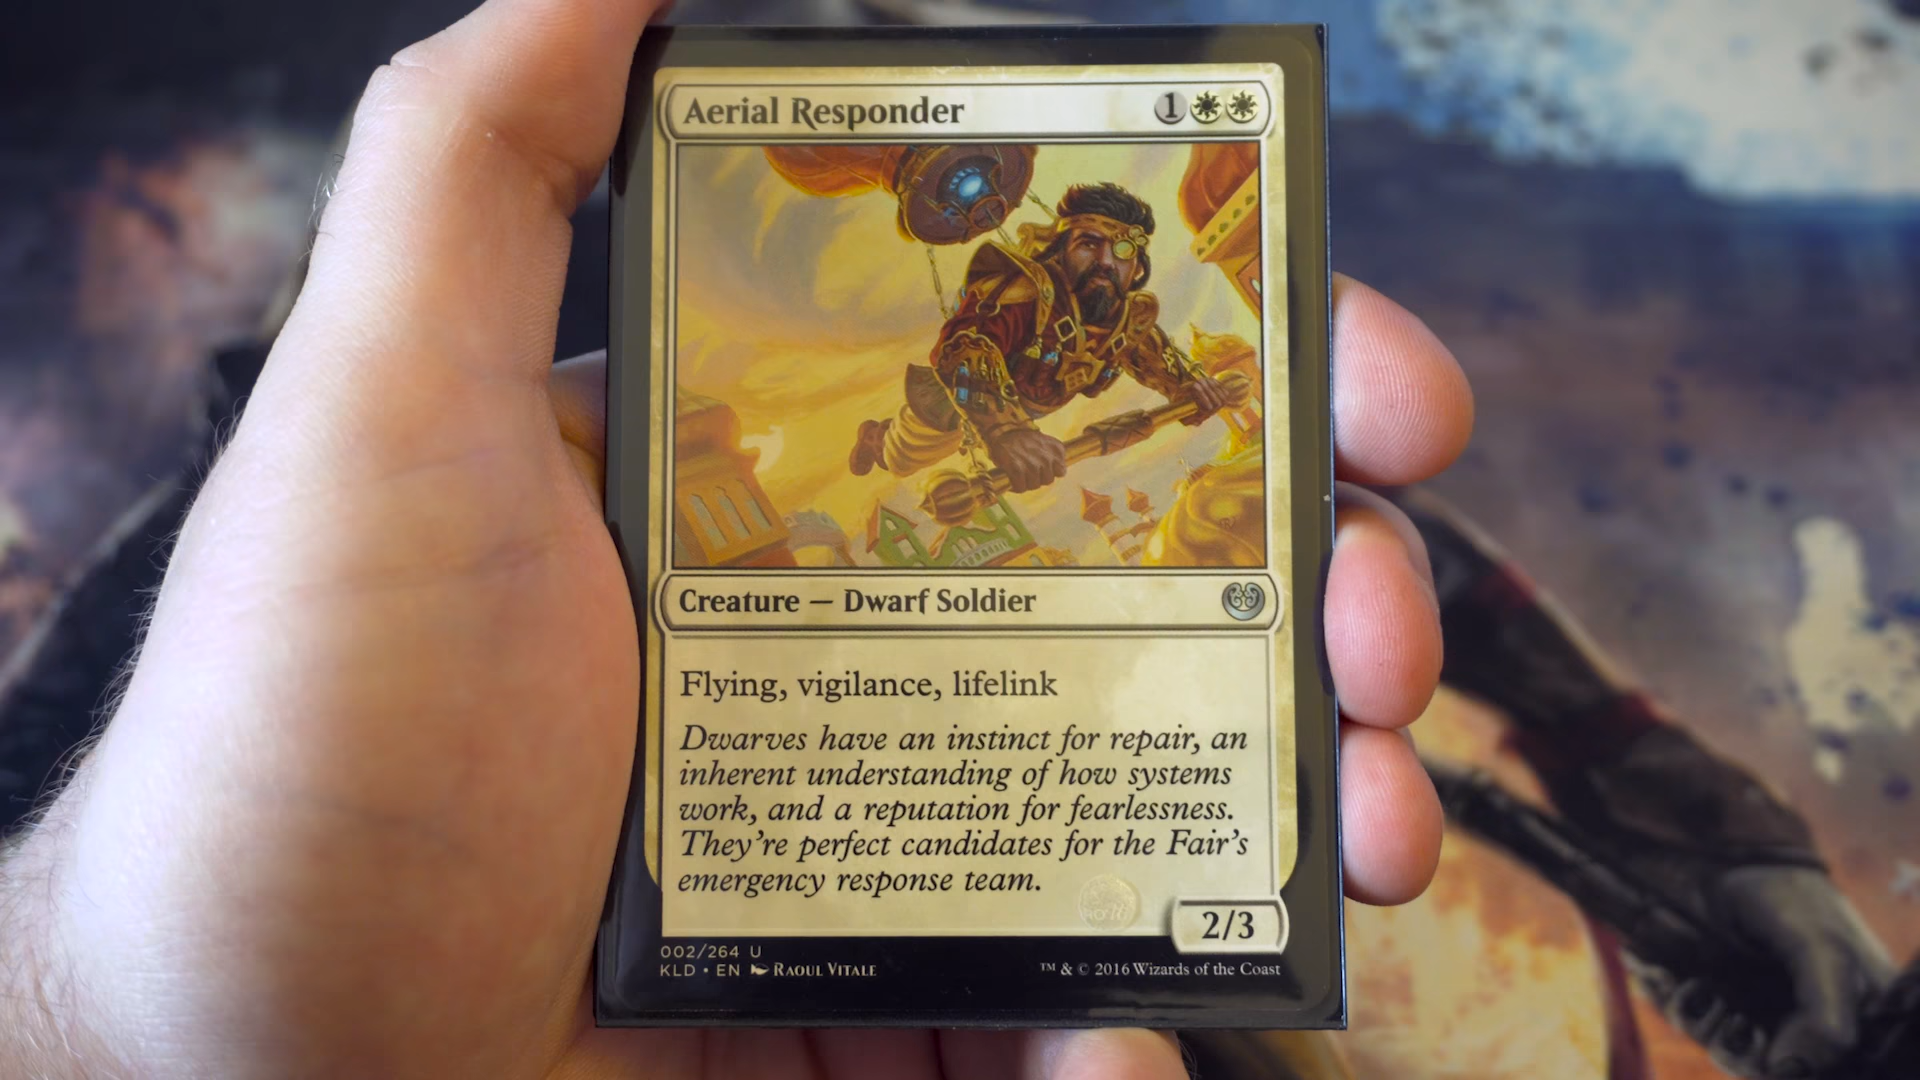 Aerial Responder 1
Creature — Dwarf Soldier
Flying, vigilance, lifelink
Dwarves have an instinct for repair, an
inherent understanding of how systems
work, and a reputation for fearlessness.
They're perfect candidates for the Fair's
emergency response team.
2/3
002/264 U
KLD • EN Raoul Vitale
™ & © 2016 Wizards of the Coast